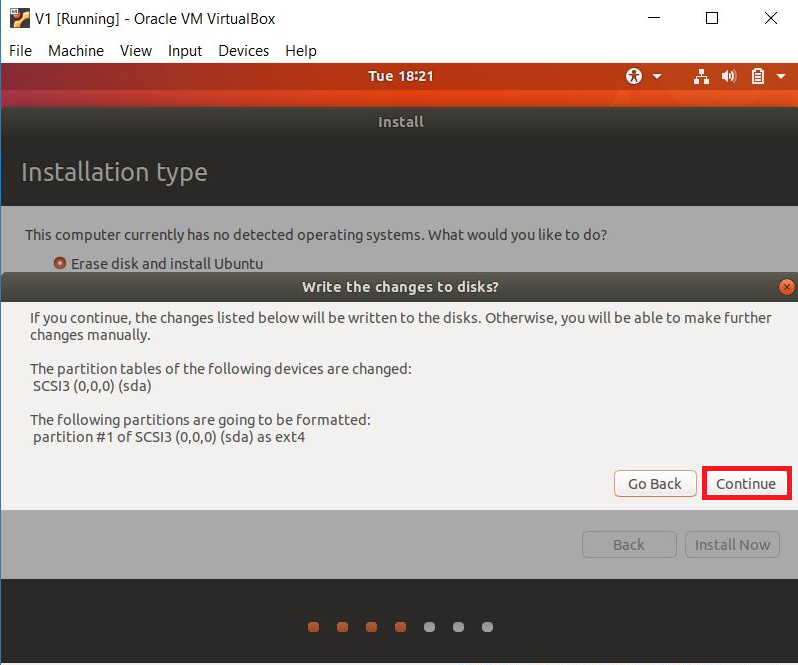 V1 [Running] - Oracle VM VirtualBox
File Machine View Input Devices Help
Tue 18:21
Install
Installation type
This computer currently has no detected operating systems. What would you like to do?
Erase disk and install Ubuntu
Write the changes to disks?
If you continue, the changes listed below will be written to the disks. Otherwise, you will be able to make further
changes manually.
The partition tables of the following devices are changed:
SCSI3 (0,0,0) (sda)
The following partitions are going to be formatted:
partition #1 of SCSI3 (0,0,0) (sda) as ext4
Go Back Continue
Back Install Now